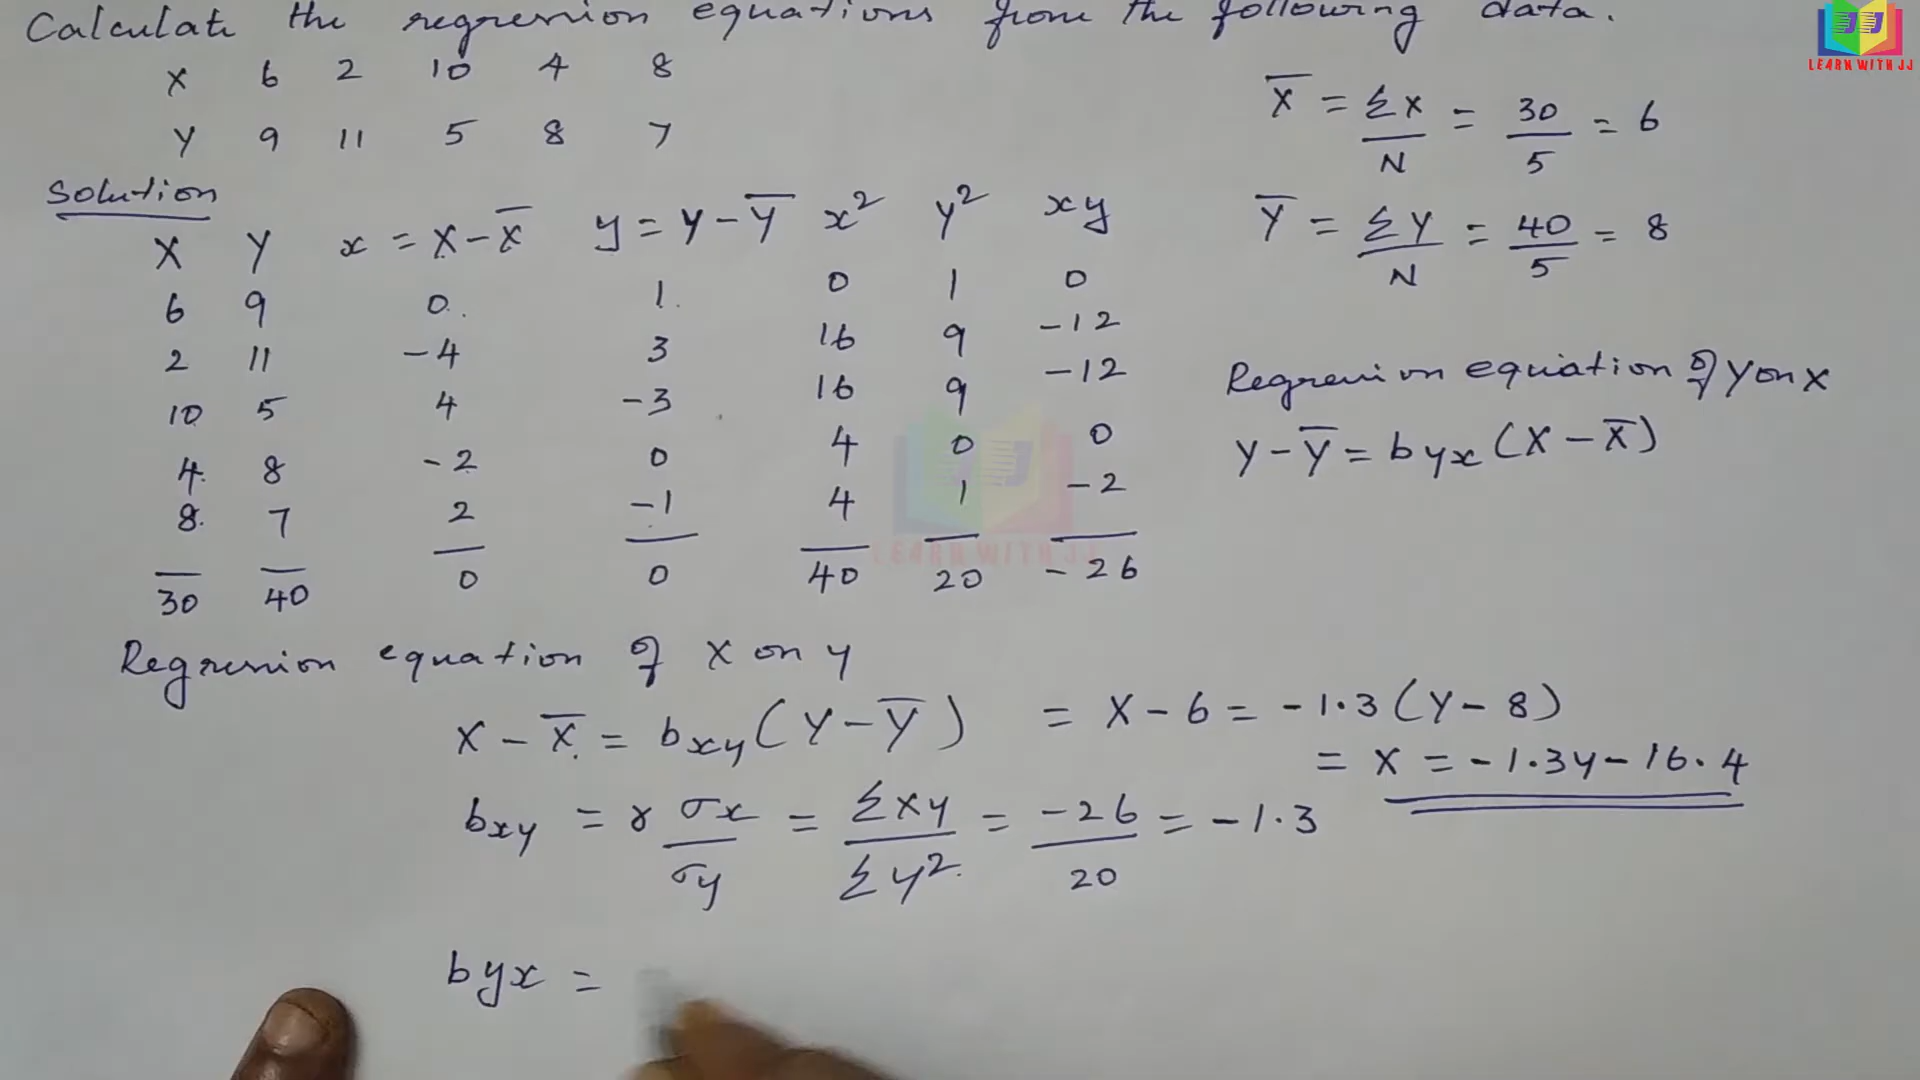 Calculate the regression equations from the following data.
X 6 2 10 4 8
Y 9 11 5 8 7
LEARN WITH JJ
X̅ = ΣX/N = 30/5 = 6
Y̅ = ΣY/N = 40/5 = 8
Solution
X Y x = X-X̅ y = Y-Y̅ x² y² xy
6 9 0 1 0 1 0
2 11 -4 3 16 9 -12
10 5 4 -3 16 9 -12
4 8 -2 0 4 0 0
8 7 2 -1 4 1 -2
30 40 0 0 40 20 -26
LEARN WITH JJ
Regression equation of Y on X
Y-Y̅ = byx (X-X̅)
Regression equation of X on Y
X-X̅ = bxy (Y-Y̅) = X-6 = -1.3 (Y-8)
= X = -1.3y-16.4
bxy = r σx/σy = Σxy/Σy² = -26/20 = -1.3
byx =